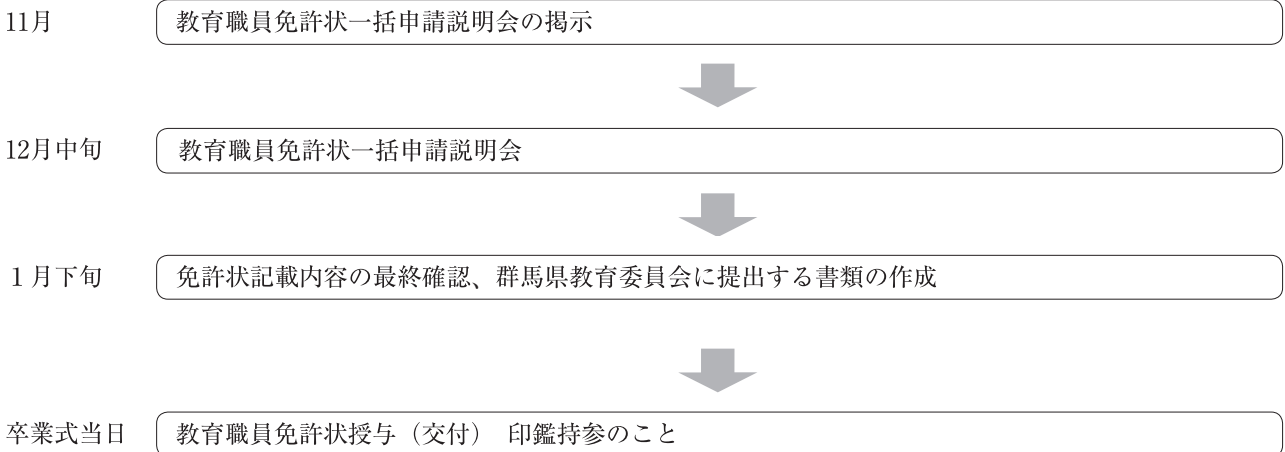 11月 教育職員免許状一括申請説明会の掲示
12月中旬 教育職員免許状一括申請説明会
1月下旬 免許状記載内容の最終確認、群馬県教育委員会に提出する書類の作成
卒業式当日 教育職員免許状授与（交付） 印鑑持参のこと